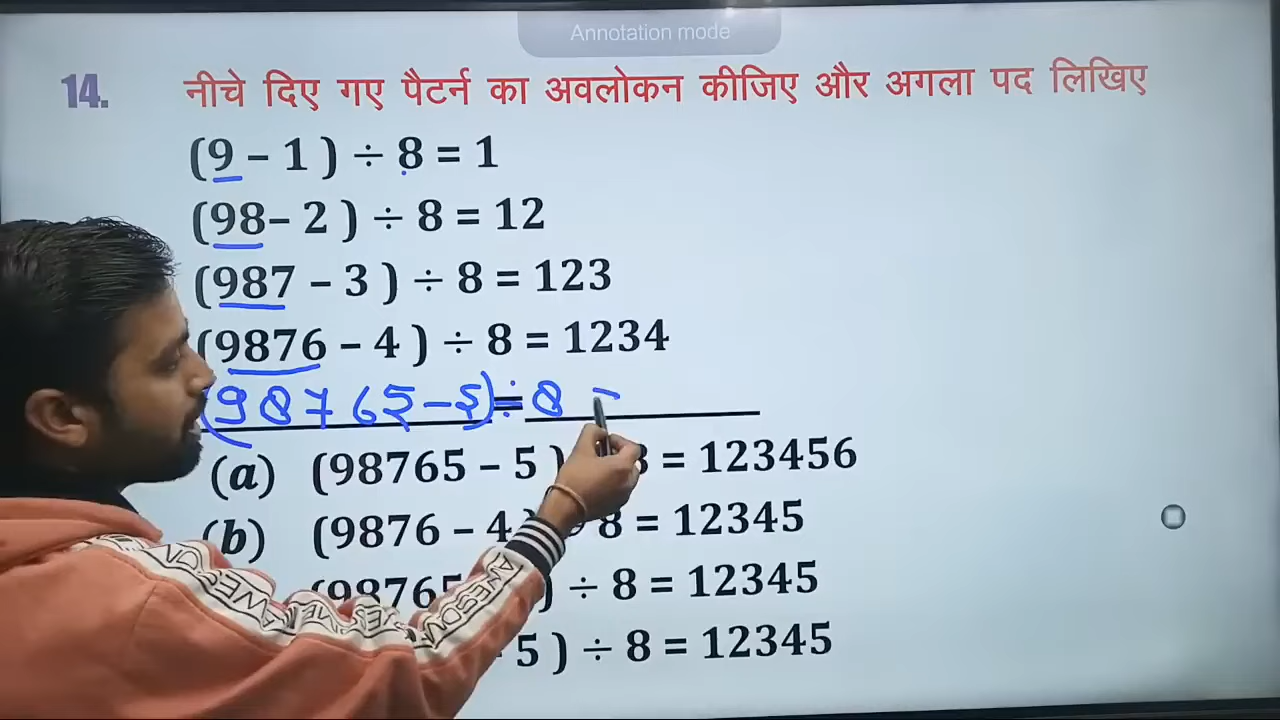 Annotation mode
14. नीचे दिए गए पैटर्न का अवलोकन कीजिए और अगला पद लिखिए
(9 – 1 ) ÷ 8 = 1
(98– 2 ) ÷ 8 = 12
(987 – 3 ) ÷ 8 = 123
(9876 – 4 ) ÷ 8 = 1234
(98765–5)÷8 =
(a) (98765 – 5 ) 8 = 123456
(b) (9876 – 4 ) 8 = 12345
(98765 ) ÷ 8 = 12345
5 ) ÷ 8 = 12345